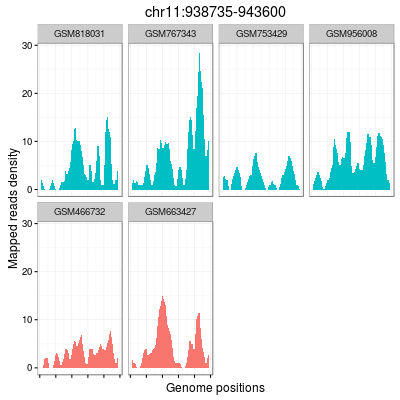 chr11:938735-943600
GSM818031 GSM767343 GSM753429 GSM956008
30
20
10
0
Mapped reads density
GSM466732 GSM663427
30
20
10
0
Genome positions